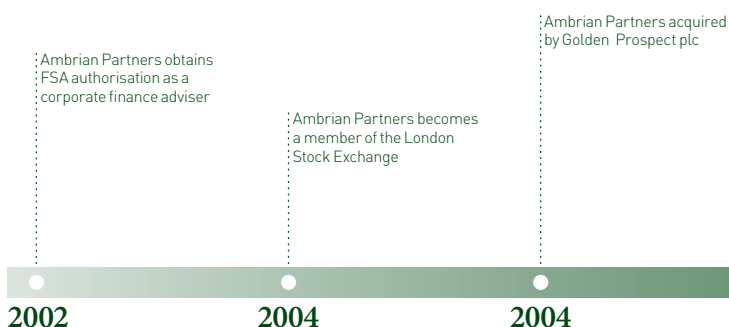 Ambrian Partners obtains
FSA authorisation as a
corporate finance adviser
Ambrian Partners becomes
a member of the London
Stock Exchange
Ambrian Partners acquired
by Golden Prospect plc
2002
2004
2004